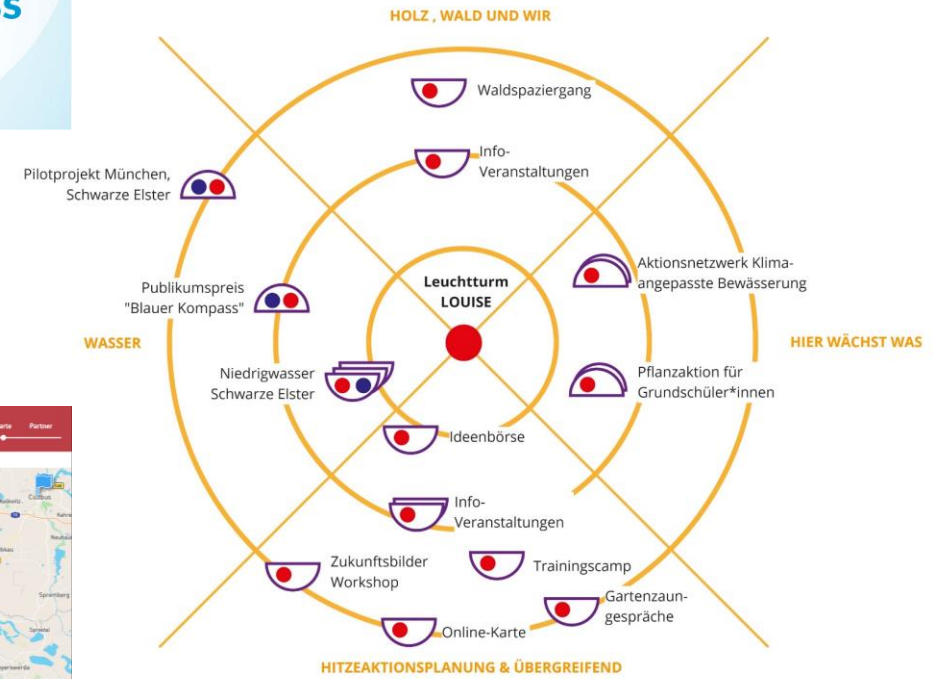 ss
HOLZ , WALD UND WIR
Waldspaziergang
Info-
Veranstaltungen
Pilotprojekt München,
Schwarze Elster
Aktionsnetzwerk Klima-
angepasste Bewässerung
Leuchtturm
LOUISE
Publikumspreis
"Blauer Kompass"
WASSER
HIER WÄCHST WAS
Niedrigwasser
Schwarze Elster
Pflanzaktion für
Grundschüler*innen
Ideenbörse
Info-
Veranstaltungen
Zukunftsbilder
Workshop
Trainingscamp
Gartenzaun-
gespräche
Online-Karte
HITZEAKTIONSPLANUNG & ÜBERGREIFEND
Partner
Cottbus
Spremberg